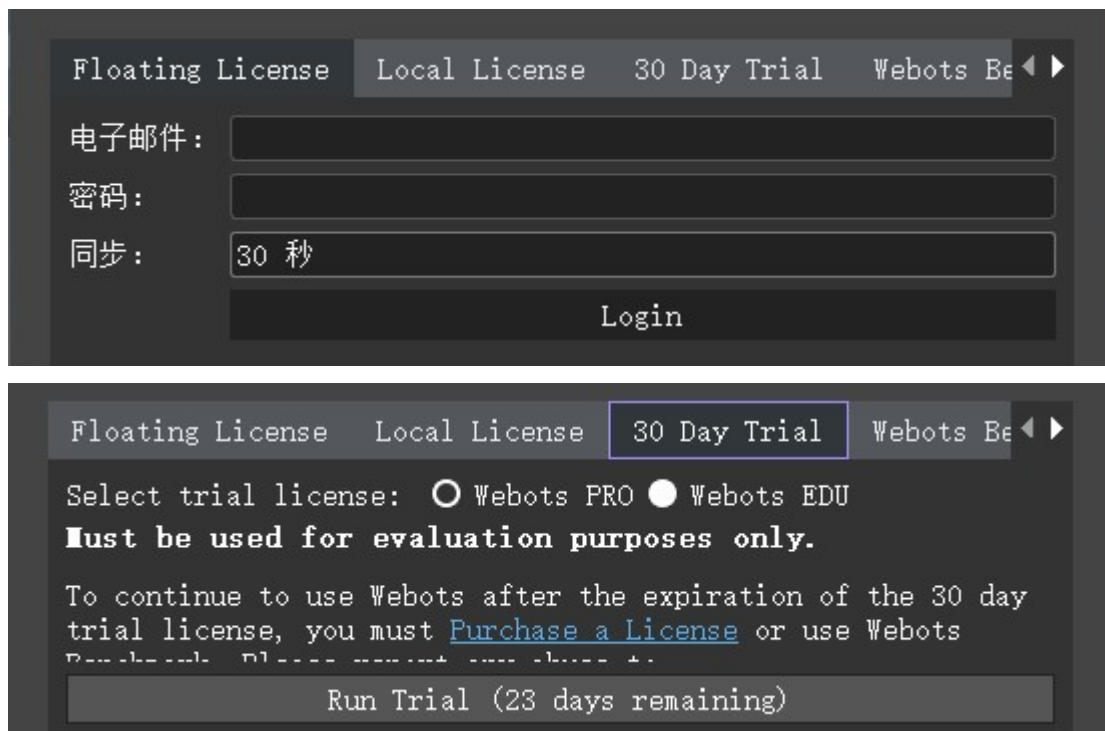 Floating License Local License 30 Day Trial Webots Be
电子邮件:
密码:
同步: 30 秒
Login
Floating License Local License 30 Day Trial Webots Be
Select trial license: Webots PRO Webots EDU
Must be used for evaluation purposes only.
To continue to use Webots after the expiration of the 30 day
trial license, you must Purchase a License or use Webots
Run Trial (23 days remaining)